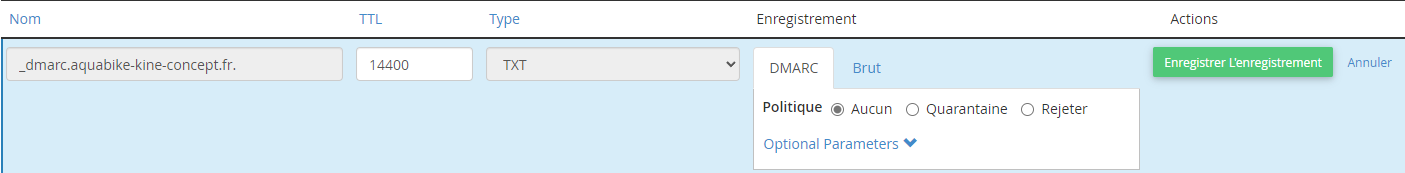 Nom TTL Type Enregistrement Actions
_dmarc.aquabike-kine-concept.fr. 14400 TXT DMARC Brut Enregistrer L'enregistrement Annuler
Politique Aucun Quarantaine Rejeter
Optional Parameters